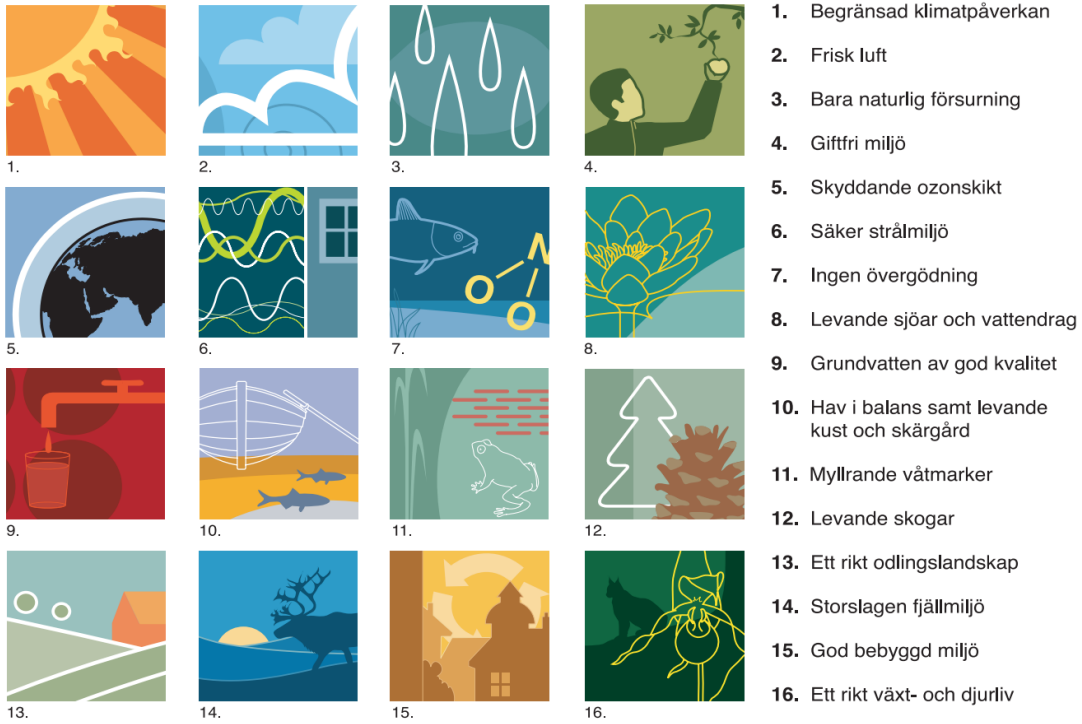 1.
2.
3.
4.
5.
6.
N
O
O
7.
8.
9.
10.
11.
12.
13.
14.
15.
16.
1. Begränsad klimatpåverkan
2. Frisk luft
3. Bara naturlig försurning
4. Giftfri miljö
5. Skyddande ozonskikt
6. Säker strålmiljö
7. Ingen övergödning
8. Levande sjöar och vattendrag
9. Grundvatten av god kvalitet
10. Hav i balans samt levande
kust och skärgård
11. Myllrande våtmarker
12. Levande skogar
13. Ett rikt odlingslandskap
14. Storslagen fjällmiljö
15. God bebyggd miljö
16. Ett rikt växt- och djurliv